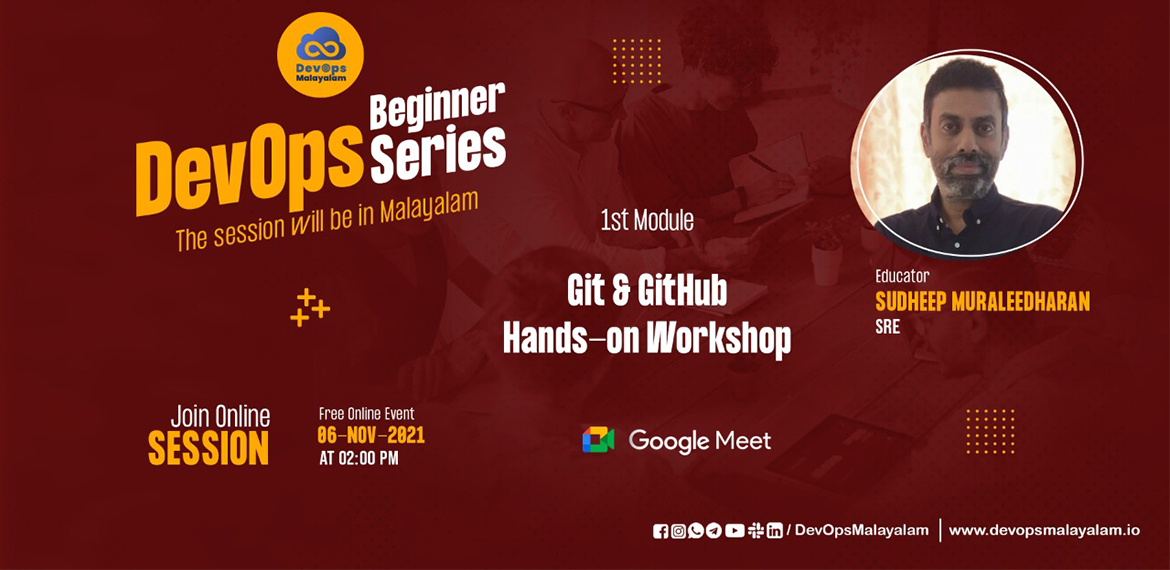 DevOps
Malayalam
DevOps
Beginner
Series
The session will be in Malayalam
1st Module
Git & GitHub
Hands-on Workshop
Educator
SUDHEEP MURALEEDHARAN
SRE
Join Online
SESSION
Free Online Event
06-NOV-2021
AT 02:00 PM
Google Meet
/ DevOpsMalayalam | www.devopsmalayalam.io